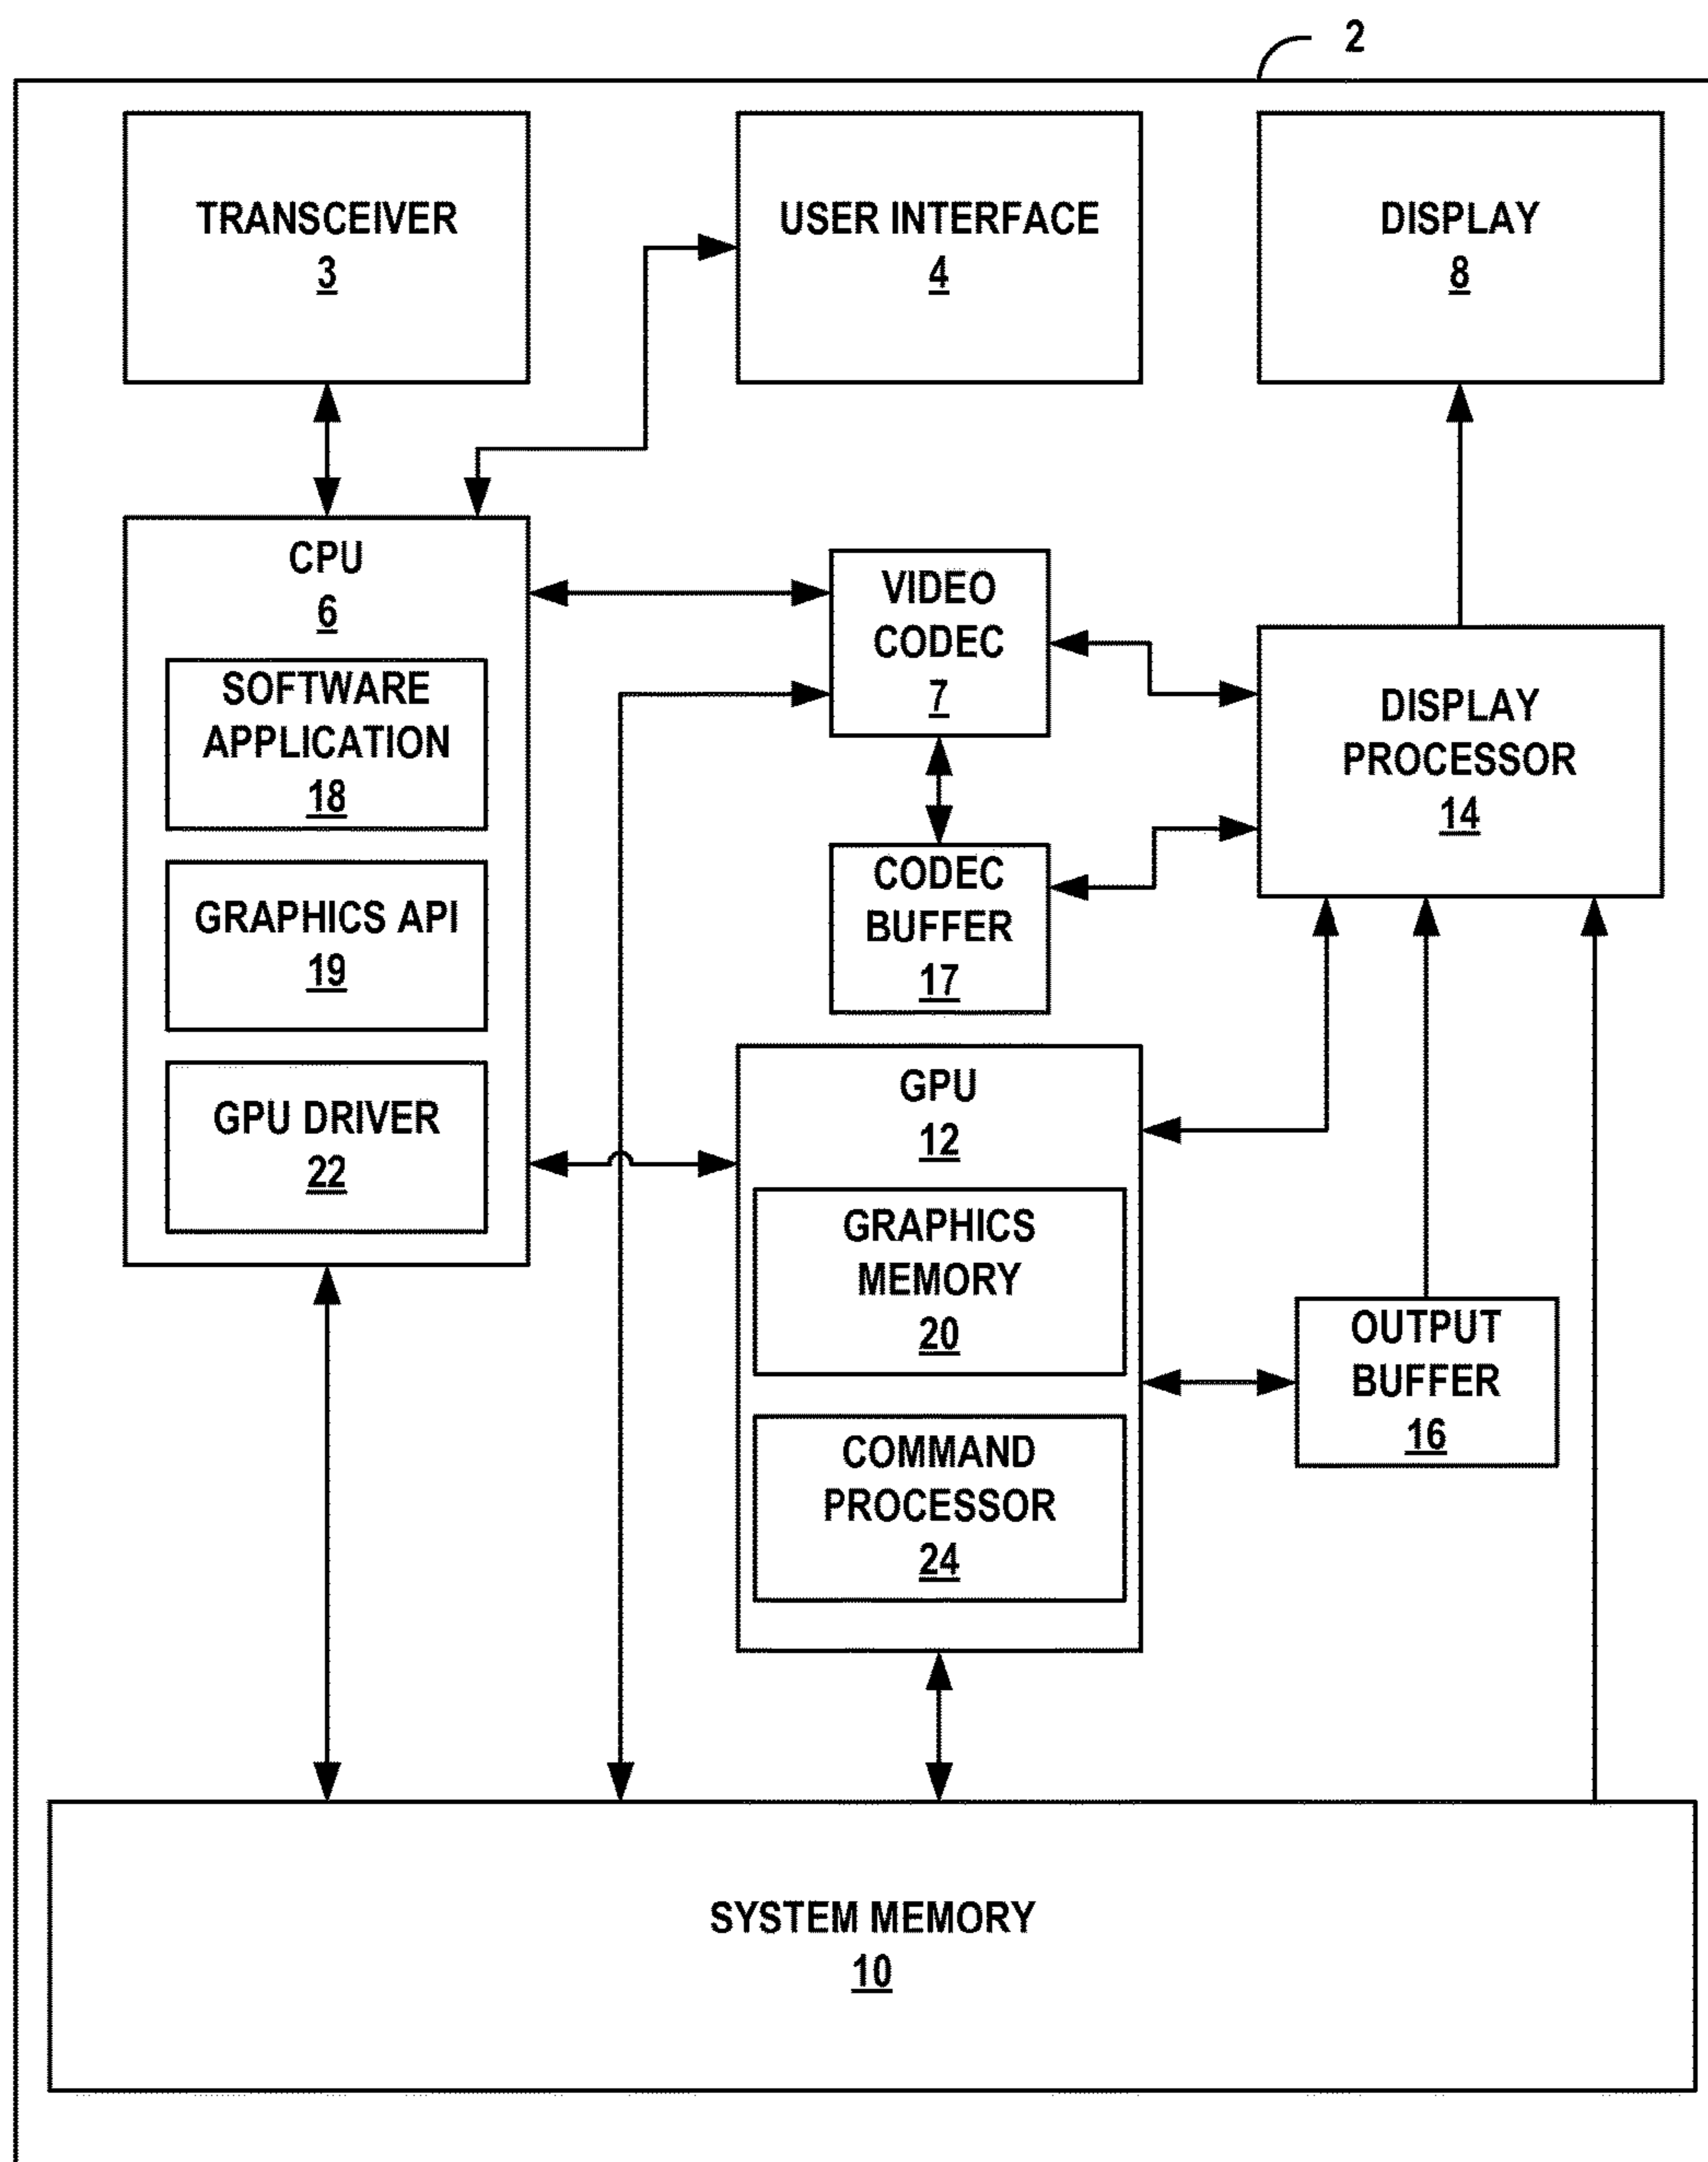 2
TRANSCEIVER
3
USER INTERFACE
4
DISPLAY
8
CPU
6
SOFTWARE
APPLICATION
18
GRAPHICS API
19
GPU DRIVER
22
VIDEO
CODEC
7
CODEC
BUFFER
17
DISPLAY
PROCESSOR
14
GPU
12
GRAPHICS
MEMORY
20
COMMAND
PROCESSOR
24
OUTPUT
BUFFER
16
SYSTEM MEMORY
10